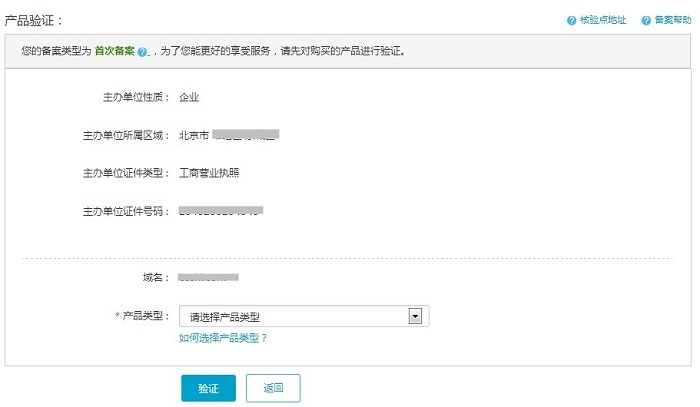 产品验证：
核验点地址 备案帮助
您的备案类型为 首次备案 ，为了您能更好的享受服务，请先对购买的产品进行验证。
主办单位性质： 企业
主办单位所属区域： 北京市
主办单位证件类型： 工商营业执照
主办单位证件号码：
域名：
* 产品类型： 请选择产品类型
如何选择产品类型？
验证 返回